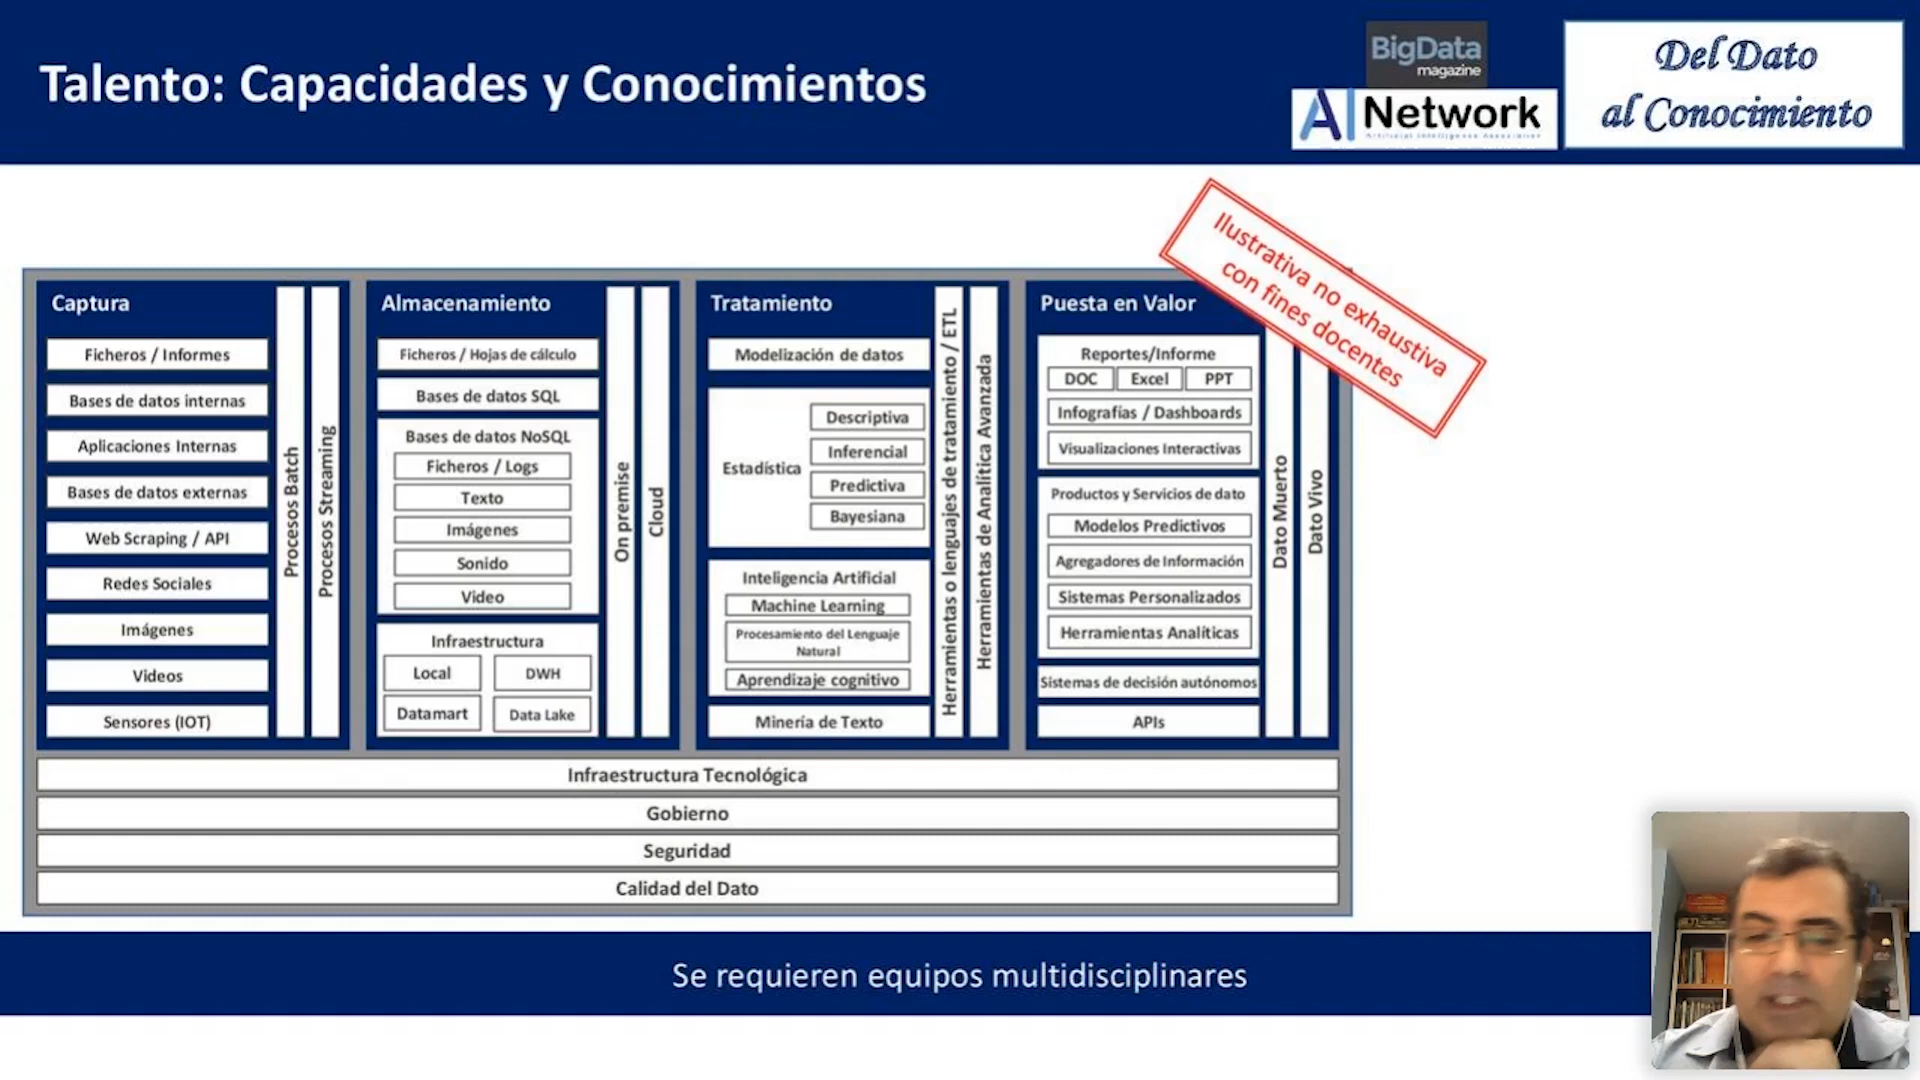 Talento: Capacidades y Conocimientos
BigData
magazine
AI Network
Artificial Intelligence Association
Del Dato
al Conocimiento
Ilustrativa no exhaustiva
con fines docentes
Captura
Ficheros / Informes
Bases de datos internas
Aplicaciones Internas
Bases de datos externas
Web Scraping / API
Redes Sociales
Imágenes
Videos
Sensores (IOT)
Procesos Batch
Procesos Streaming
Almacenamiento
Ficheros / Hojas de cálculo
Bases de datos SQL
Bases de datos NoSQL
Ficheros / Logs
Texto
Imágenes
Sonido
Video
Infraestructura
Local
DWH
Datamart
Data Lake
On premise
Cloud
Tratamiento
Modelización de datos
Estadística
Descriptiva
Inferencial
Predictiva
Bayesiana
Inteligencia Artificial
Machine Learning
Procesamiento del Lenguaje
Natural
Aprendizaje cognitivo
Minería de Texto
Herramientas o lenguajes de tratamiento / ETL
Herramientas de Analítica Avanzada
Puesta en Valor
Reportes/Informe
DOC
Excel
PPT
Infografías / Dashboards
Visualizaciones Interactivas
Productos y Servicios de dato
Modelos Predictivos
Agregadores de Información
Sistemas Personalizados
Herramientas Analíticas
Sistemas de decisión autónomos
APIs
Dato Muerto
Dato Vivo
Infraestructura Tecnológica
Gobierno
Seguridad
Calidad del Dato
Se requieren equipos multidisciplinares